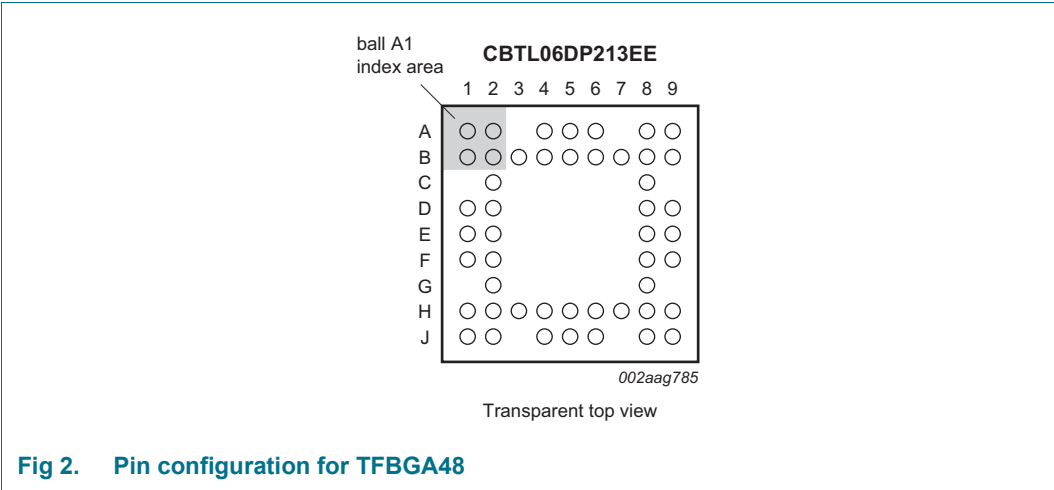 ball A1
index area
CBTL06DP213EE
1 2 3 4 5 6 7 8 9
A
B
C
D
E
F
G
H
J
002aag785
Transparent top view
Fig 2. Pin configuration for TFBGA48